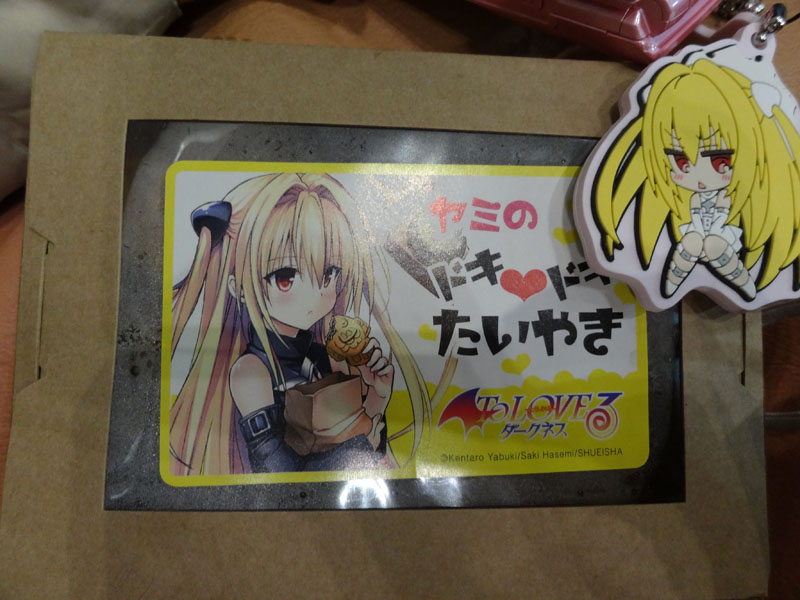 ヤミの
ドキ♥ドキ
たいやき
To LOVEる
ダークネス
©Kentaro Yabuki/Saki Hasemi/SHUEISHA